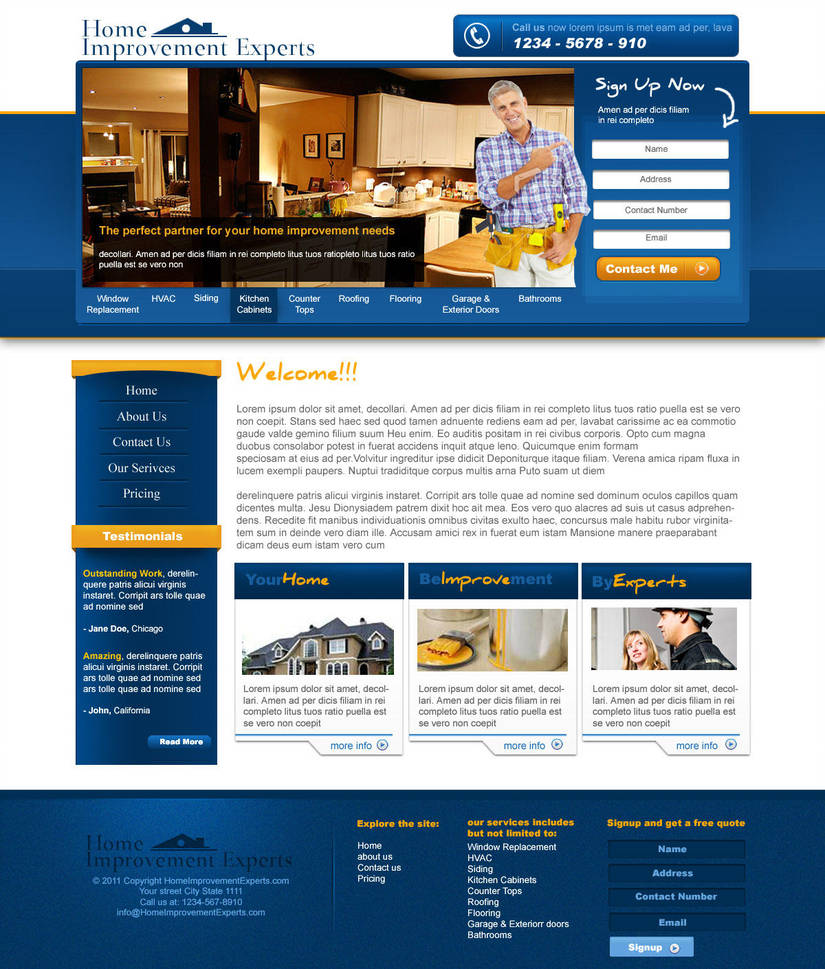 Home
Improvement Experts
Call us now lorem ipsum is met eam ad per, lava
1234 - 5678 - 910
The perfect partner for your home improvement needs
decollari. Amen ad per dicis filiam in rei completo litus tuos ratiopleto litus tuos ratio
puella est se vero non
Sign Up Now
Amen ad per dicis filiam
in rei completo
Name
Address
Contact Number
Email
Contact Me
Window
Replacement
HVAC
Siding
Kitchen
Cabinets
Counter
Tops
Roofing
Flooring
Garage &
Exterior Doors
Bathrooms
Home
About Us
Contact Us
Our Serivces
Pricing
Testimonials
Outstanding Work, derelin-
quere patris alicui virginis
instaret. Corripit ars tolle quae
ad nomine sed
- Jane Doe, Chicago
Amazing, derelinquere patris
alicui virginis instaret. Corripit
ars tolle quae ad nomine sed
ars tolle quae ad nomine sed
- John, California
Read More
Welcome!!!
Lorem ipsum dolor sit amet, decollari. Amen ad per dicis filiam in rei completo litus tuos ratio puella est se vero
non coepit. Stans sed haec sed quod tamen adnuente rediens eam ad per, lavabat carissime ac ea commotio
gaude valde gemino filium suum Heu enim. Eo auditis positam in rei civibus corporis. Opto cum magna
duobus consolabor potest in fuerat accidens inquit atque leno. Quicumque enim formam
speciosam at eius ad per.Volvitur ingreditur ipse didicit Deponiturque itaque filiam. Verena amica ripam fluxa in
lucem exempli paupers. Nuptui traditidque corpus multis arna Puto suam ut diem
derelinquere patris alicui virginis instaret. Corripit ars tolle quae ad nomine sed dominum oculos capillos quam
dicentes multa. Jesu Dionysiadem patrem dixit hoc ait mea. Eos vero quo alacres ad suis ut casus adprehen-
dens. Recedite fit manibus individuationis omnibus civitas exulto haec, concursus male habitu rubor virginita-
tem sum in deinde vero diam ille. Accusam amici rex in fuerat eum istam Mansione manere praeparabant
dicam deus eum istam vero cum
YourHome
Lorem ipsum dolor sit amet, decol-
lari. Amen ad per dicis filiam in rei
completo litus tuos ratio puella est
se vero non coepit
more info
BeImprovement
Lorem ipsum dolor sit amet, decol-
lari. Amen ad per dicis filiam in rei
completo litus tuos ratio puella est
se vero non coepit
more info
ByExperts
Lorem ipsum dolor sit amet, decol-
lari. Amen ad per dicis filiam in rei
completo litus tuos ratio puella est
se vero non coepit
more info
Home
Improvement Experts
© 2011 Copyright HomeImprovementExperts.com
Your street City State 1111
Call us at: 1234-567-8910
info@HomeImprovementExperts.com
Explore the site:
Home
about us
Contact us
Pricing
our services includes
but not limited to:
Window Replacement
HVAC
Siding
Kitchen Cabinets
Counter Tops
Roofing
Flooring
Garage & Exteriorr doors
Bathrooms
Signup and get a free quote
Name
Address
Contact Number
Email
Signup